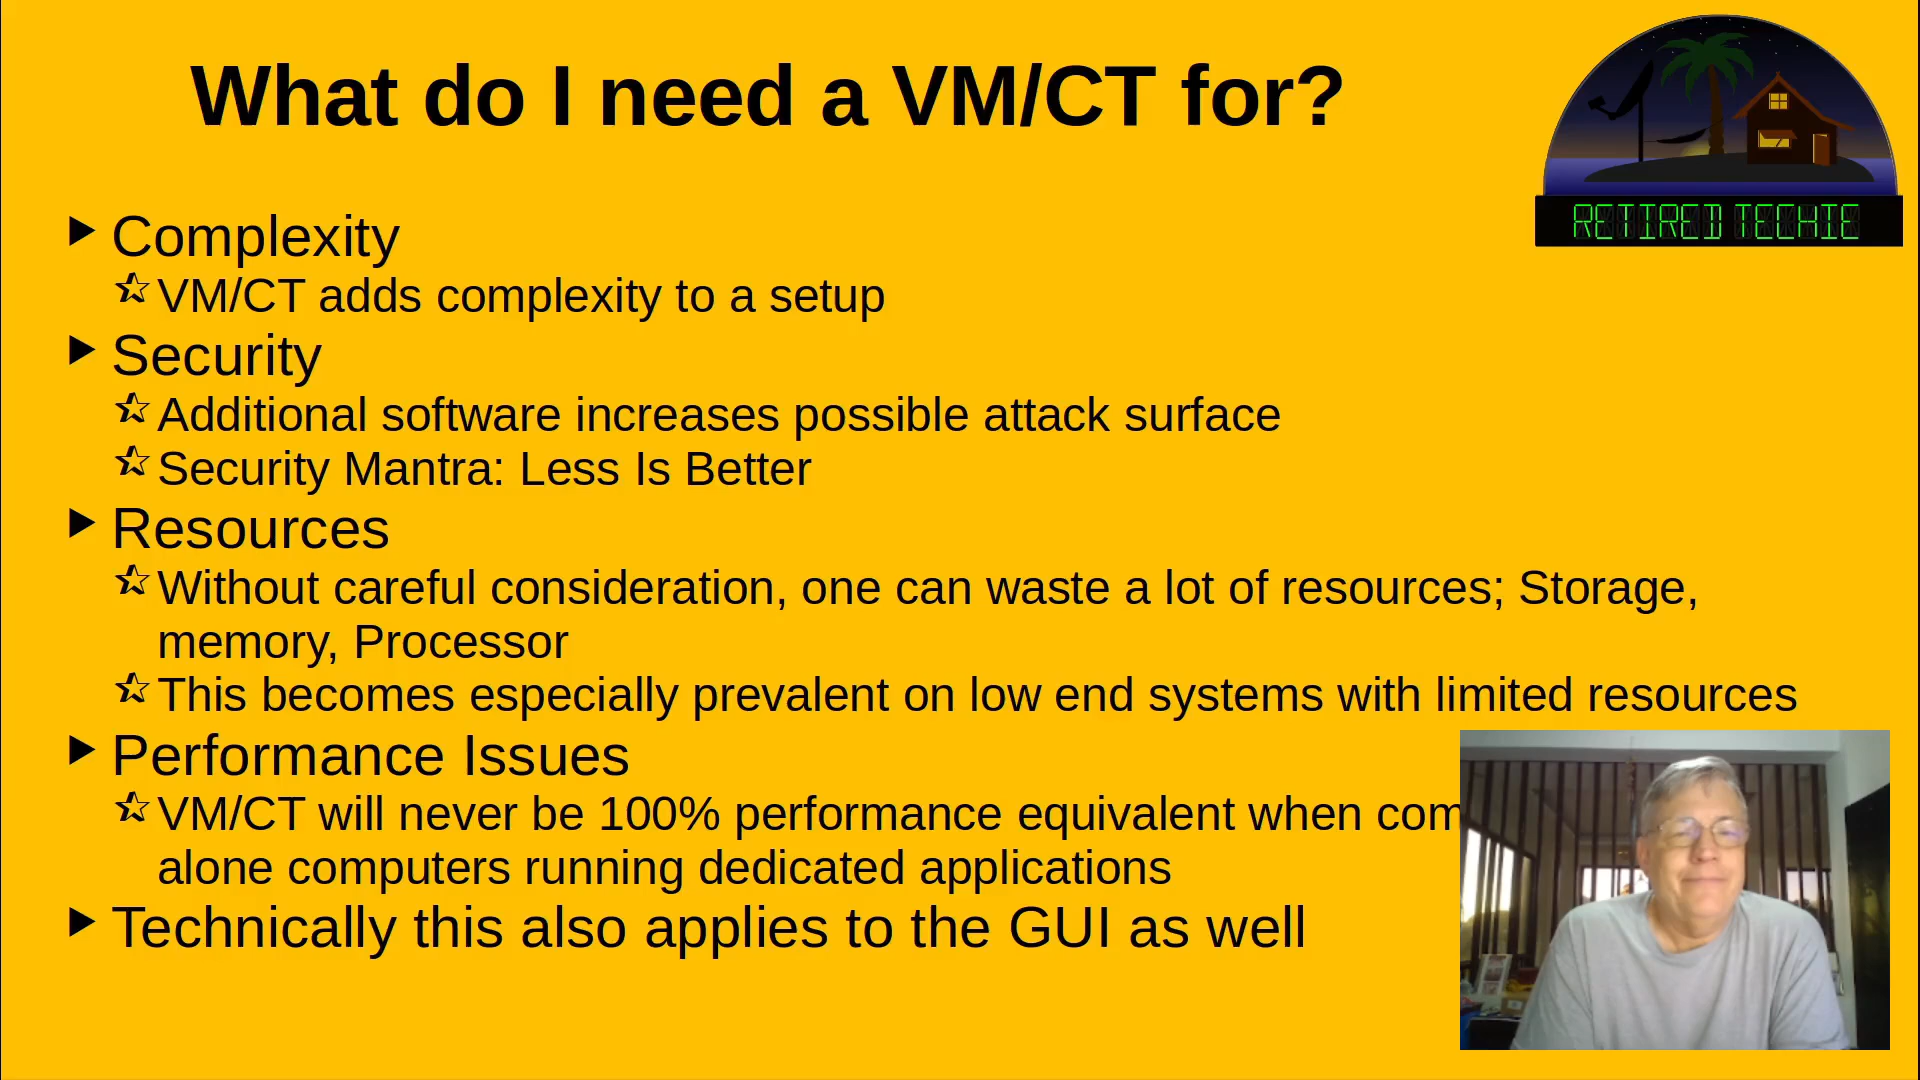 What do I need a VM/CT for?
RETIRED TECHIE
Complexity
VM/CT adds complexity to a setup
Security
Additional software increases possible attack surface
Security Mantra: Less Is Better
Resources
Without careful consideration, one can waste a lot of resources; Storage,
memory, Processor
This becomes especially prevalent on low end systems with limited resources
Performance Issues
VM/CT will never be 100% performance equivalent when com
alone computers running dedicated applications
Technically this also applies to the GUI as well